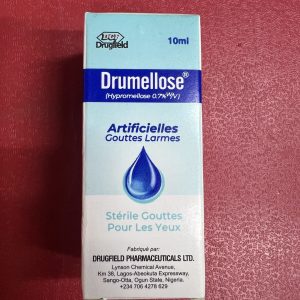 Drugfield
10ml
Drumellose®
(Hypromellose 0.7%w/v)
Artificielles
Gouttes Larmes
Stérile Gouttes
Pour Les Yeux
Fabriqué par:
DRUGFIELD PHARMACEUTICALS LTD.
Lynson Chemical Avenue,
Km 38, Lagos-Abeokuta Expressway,
Sango-Otta, Ogun State, Nigeria.
+234 706 4278 629